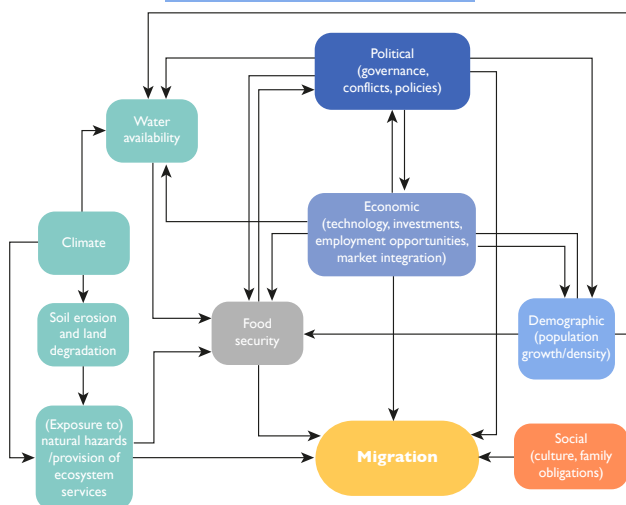 Political
(governance,
conflicts, policies)
Water
availability
Economic
(technology, investments,
employment opportunities,
market integration)
Climate
Soil erosion
and land
degradation
Food
security
Demographic
(population
growth/density)
(Exposure to)
natural hazards
/provision of
ecosystem
services
Migration
Social
(culture, family
obligations)